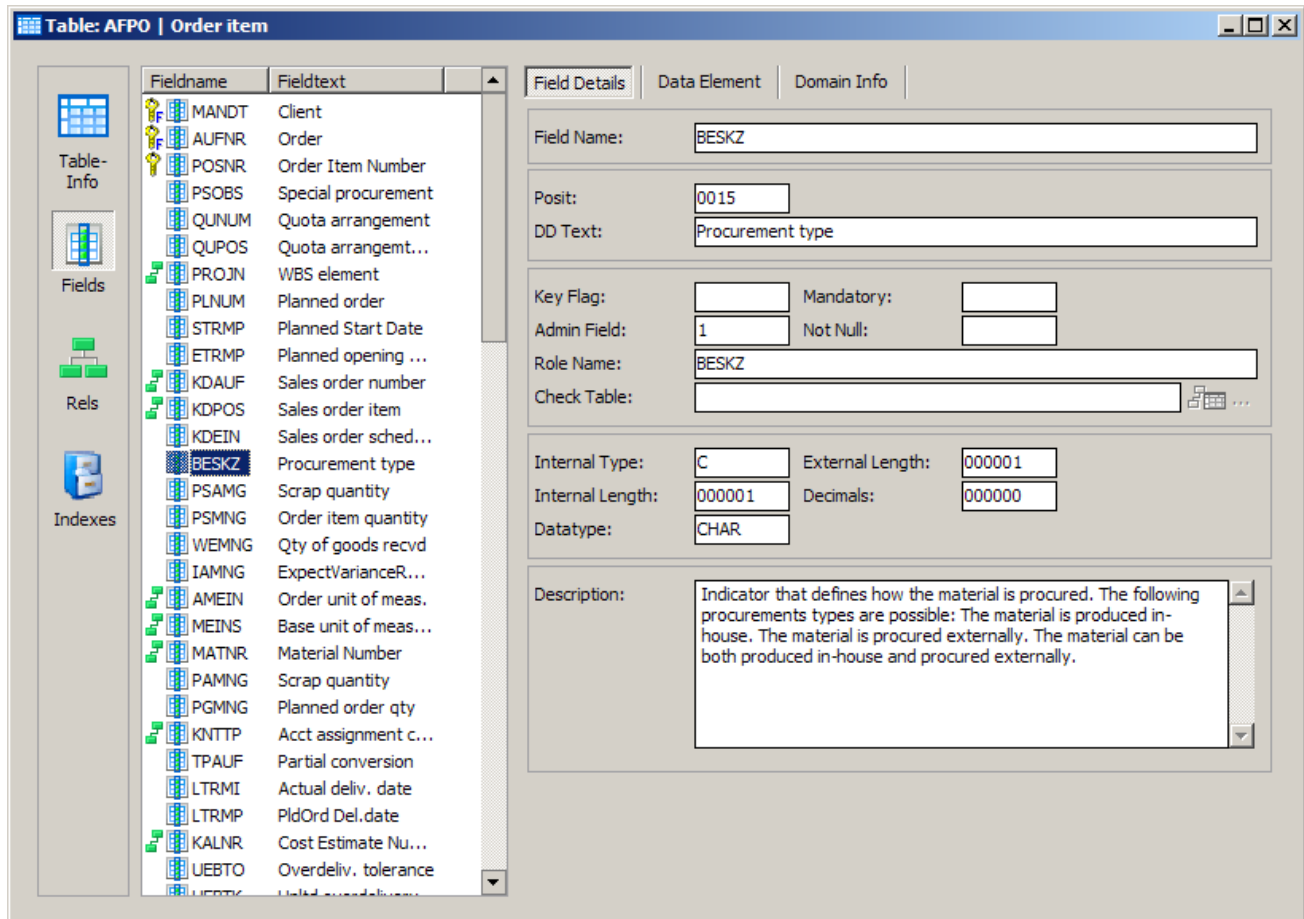 Table: AFPO | Order item
Table-
Info
Fields
Rels
Indexes
Fieldname Fieldtext
MANDT Client
AUFNR Order
POSNR Order Item Number
PSOBS Special procurement
QUNUM Quota arrangement
QUPOS Quota arrangemt...
PROJN WBS element
PLNUM Planned order
STRMP Planned Start Date
ETRMP Planned opening ...
KDAUF Sales order number
KDPOS Sales order item
KDEIN Sales order sched...
BESKZ Procurement type
PSAMG Scrap quantity
PSMNG Order item quantity
WEMNG Qty of goods recvd
IAMNG ExpectVarianceR...
AMEIN Order unit of meas.
MEINS Base unit of meas...
MATNR Material Number
PAMNG Scrap quantity
PGMNG Planned order qty
KNTTP Acct assignment c...
TPAUF Partial conversion
LTRMI Actual deliv. date
LTRMP PldOrd Del.date
KALNR Cost Estimate Nu...
UEBTO Overdeliv. tolerance
Field Details Data Element Domain Info
Field Name: BESKZ
Posit: 0015
DD Text: Procurement type
Key Flag: Mandatory:
Admin Field: 1 Not Null:
Role Name: BESKZ
Check Table: ...
Internal Type: C External Length: 000001
Internal Length: 000001 Decimals: 000000
Datatype: CHAR
Description: Indicator that defines how the material is procured. The following
procurements types are possible: The material is produced in-
house. The material is procured externally. The material can be
both produced in-house and procured externally.